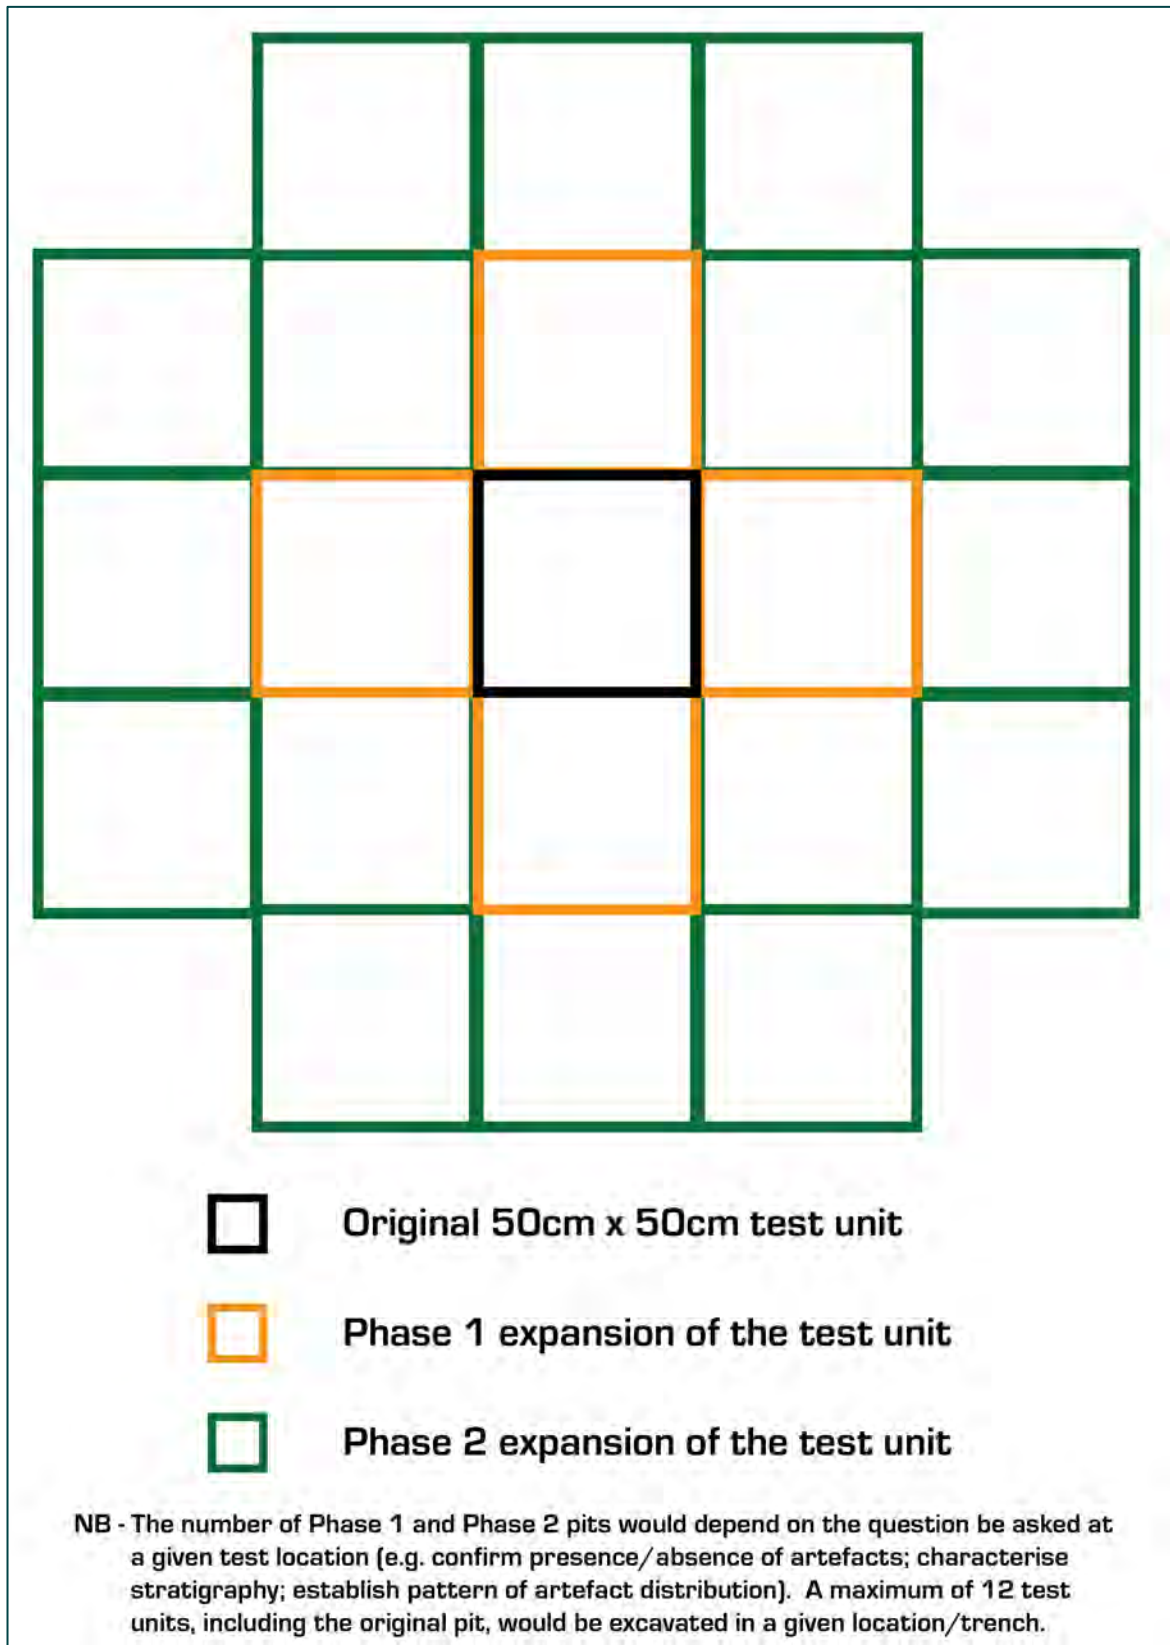 Original 50cm x 50cm test unit
Phase 1 expansion of the test unit
Phase 2 expansion of the test unit
NB - The number of Phase 1 and Phase 2 pits would depend on the question be asked at
a given test location (e.g. confirm presence/absence of artefacts; characterise
stratigraphy; establish pattern of artefact distribution). A maximum of 12 test
units, including the original pit, would be excavated in a given location/trench.